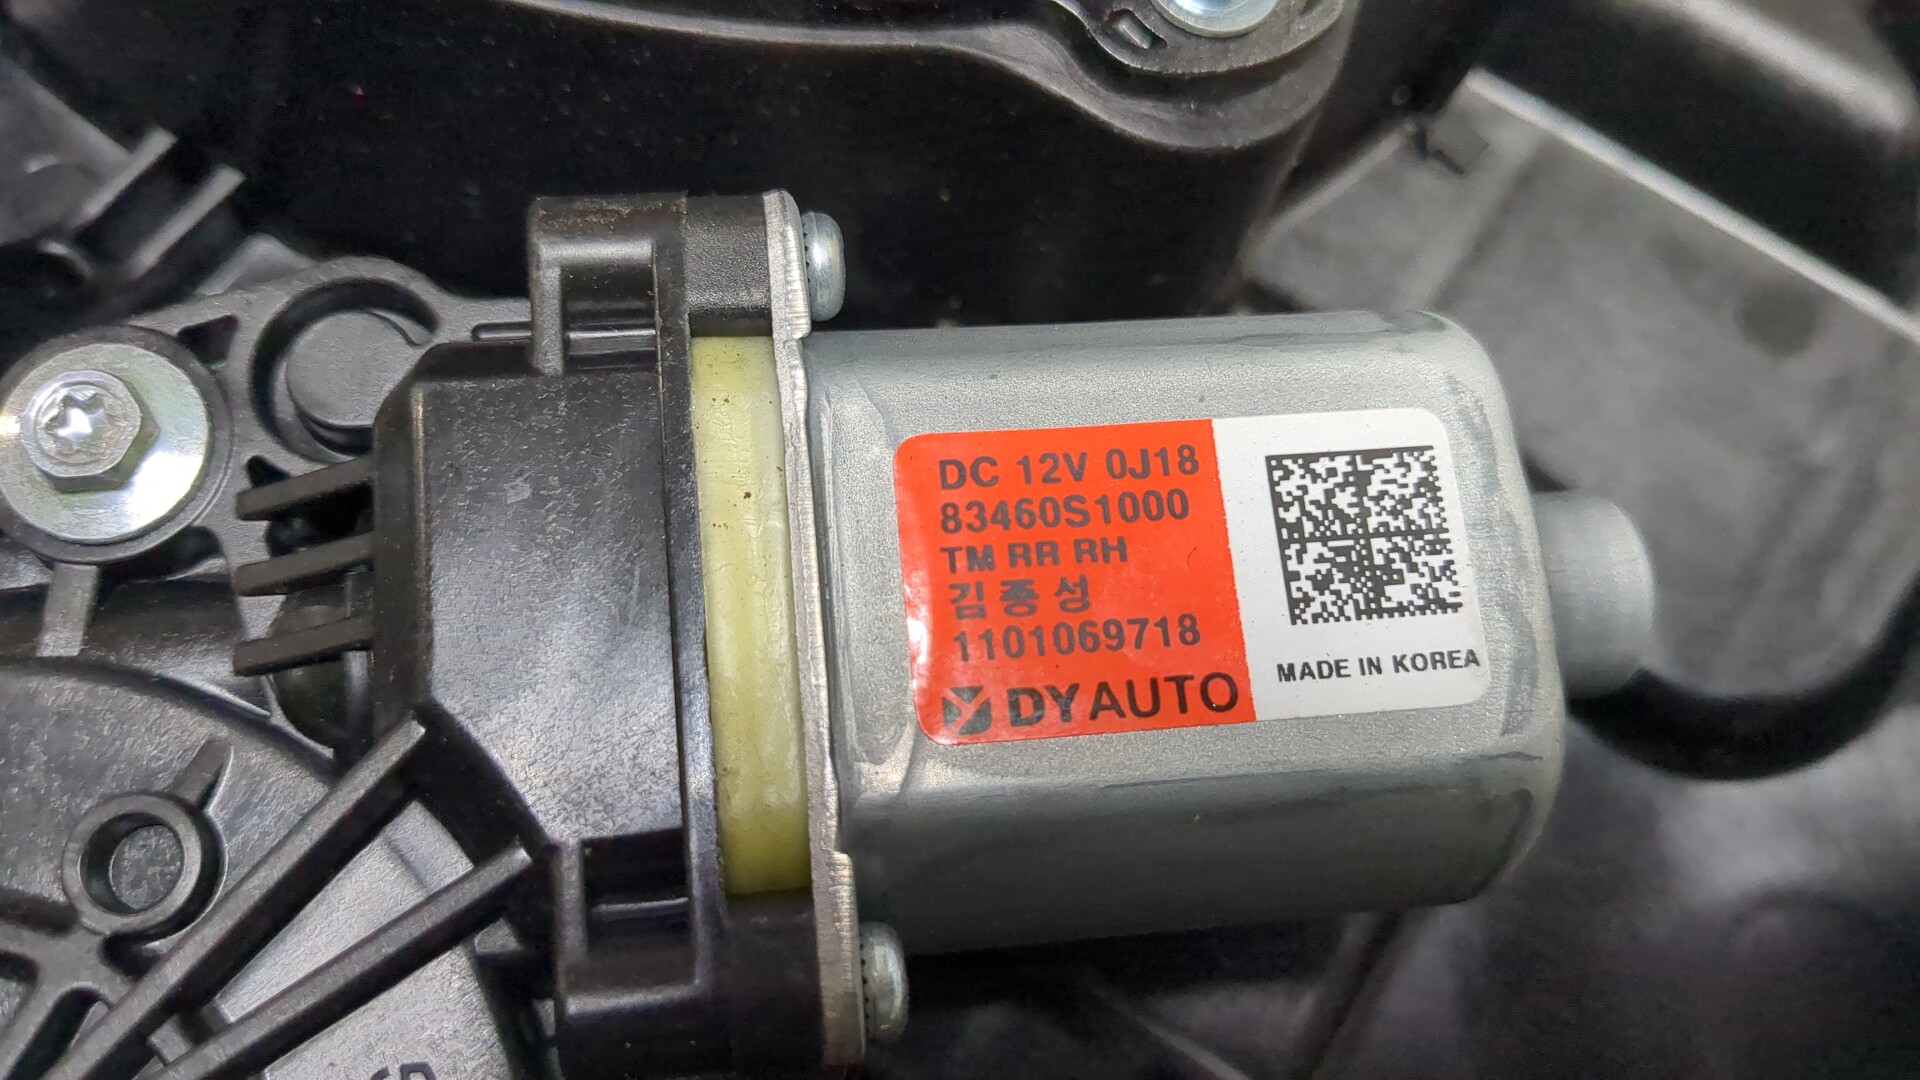 DC 12V 0J18
83460S1000
TM RR RH
김종성
1101069718
DYAUTO
MADE IN KOREA